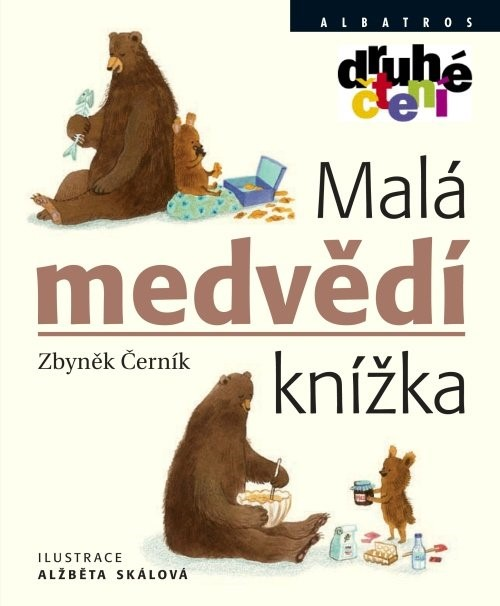 ALBATROS
druhé
čtení
Malá
medvědí
Zbyněk Černík
knížka
ILUSTRACE
ALŽBĚTA SKÁLOVÁ